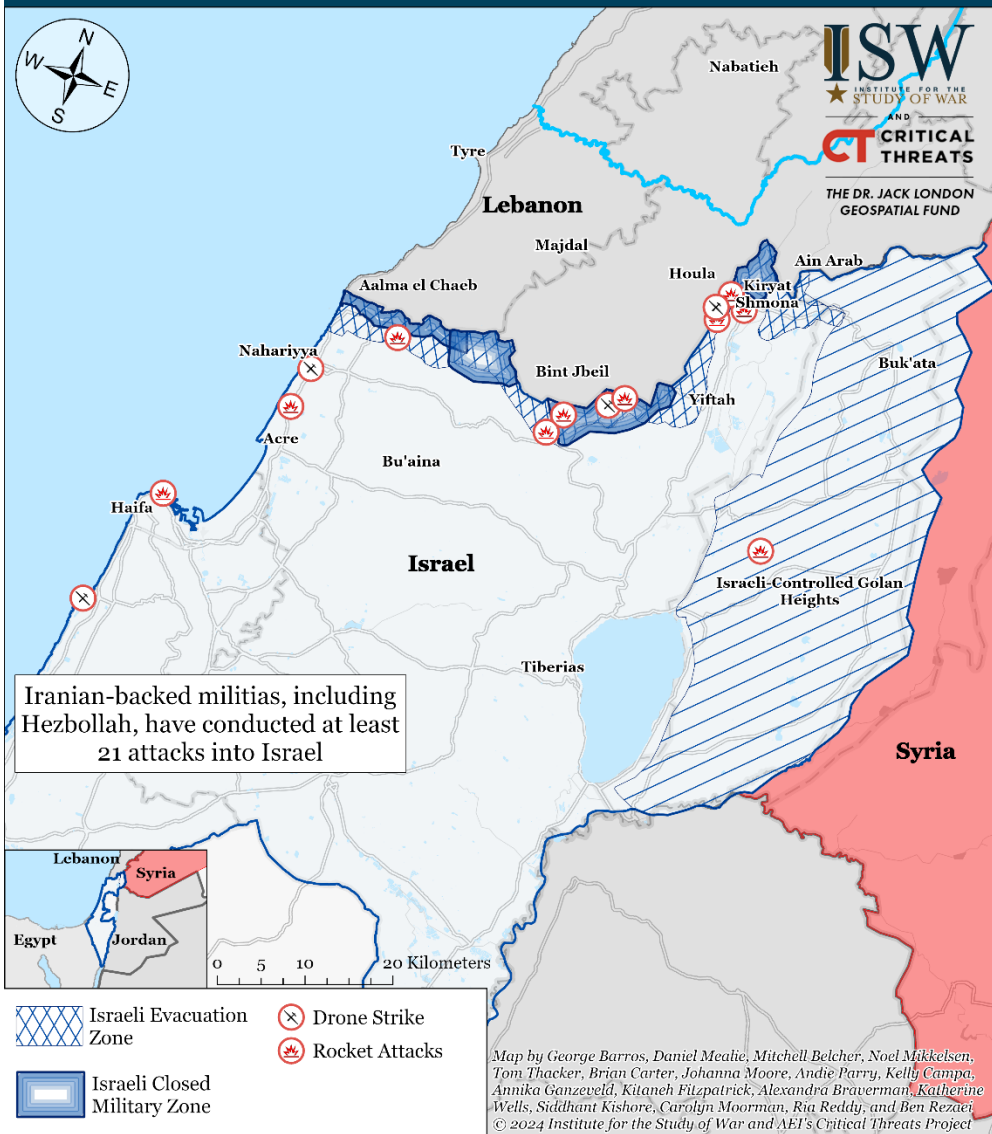 N
W
E
S
ISW
INSTITUTE FOR THE
STUDY OF WAR
AND
CT CRITICAL
THREATS
THE DR. JACK LONDON
GEOSPATIAL FUND
Nabatieh
Tyre
Lebanon
Majdal
Ain Arab
Houla
Kiryat
Shmona
Aalma el Chaeb
Nahariyya
Bint Jbeil
Buk'ata
Yiftah
Acre
Bu'aina
Haifa
Israel
Israeli-Controlled Golan
Heights
Tiberias
Iranian-backed militias, including
Hezbollah, have conducted at least
21 attacks into Israel
Syria
Lebanon
Syria
Egypt
Jordan
0 5 10 20 Kilometers
Israeli Evacuation
Zone
Drone Strike
Rocket Attacks
Israeli Closed
Military Zone
Map by George Barros, Daniel Mealie, Mitchell Belcher, Noel Mikkelsen,
Tom Thacker, Brian Carter, Johanna Moore, Andie Parry, Kelly Campa,
Annika Ganzeveld, Kitaneh Fitzpatrick, Alexandra Braverman, Katherine
Wells, Siddhant Kishore, Carolyn Moorman, Ria Reddy, and Ben Rezaei
© 2024 Institute for the Study of War and AEI's Critical Threats Project